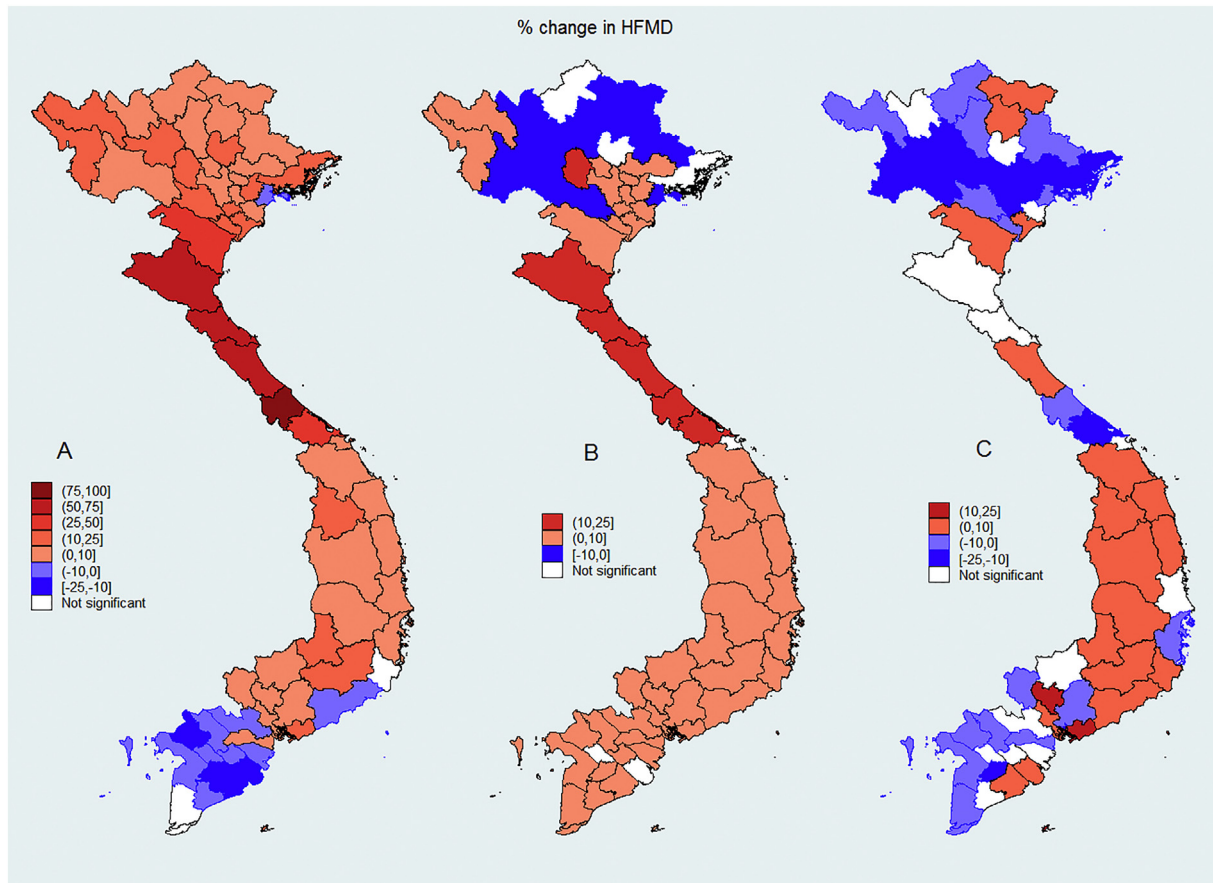 % change in HFMD
A
(75,100]
(50,75]
(25,50]
(10,25]
(0,10]
(-10,0]
[-25,-10]
Not significant
B
(10,25]
(0,10]
[-10,0]
Not significant
C
(10,25]
(0,10]
(-10,0]
[-25,-10]
Not significant